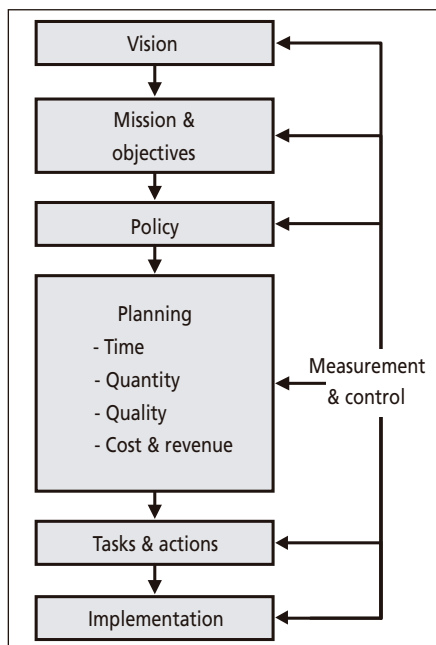 Vision
Mission &
objectives
Policy
Planning
- Time
- Quantity
- Quality
- Cost & revenue
Measurement
& control
Tasks & actions
Implementation